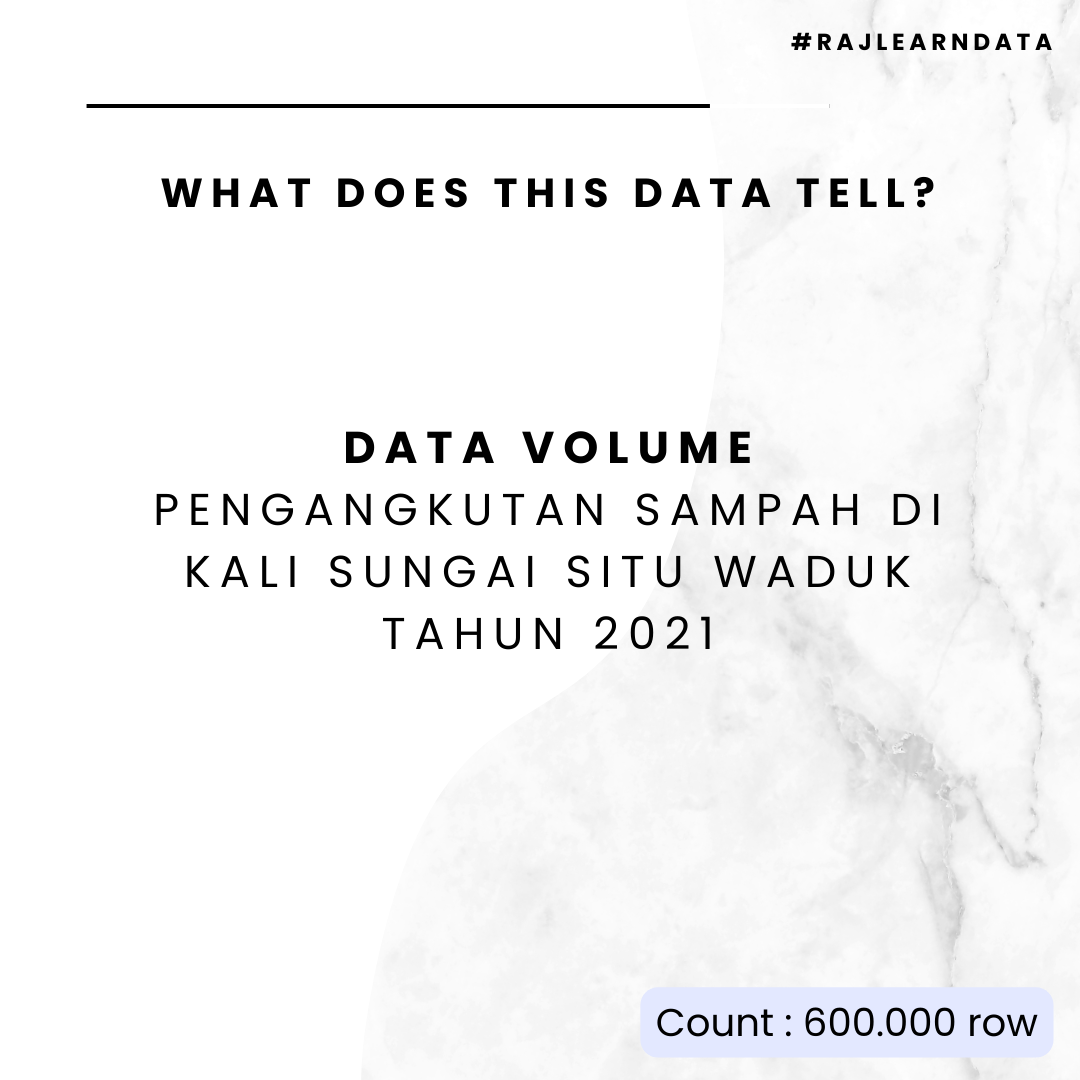 #RAJLEARNDATA
WHAT DOES THIS DATA TELL?
DATA VOLUME
PENGANGKUTAN SAMPAH DI
KALI SUNGAI SITU WADUK
TAHUN 2021
Count : 600.000 row